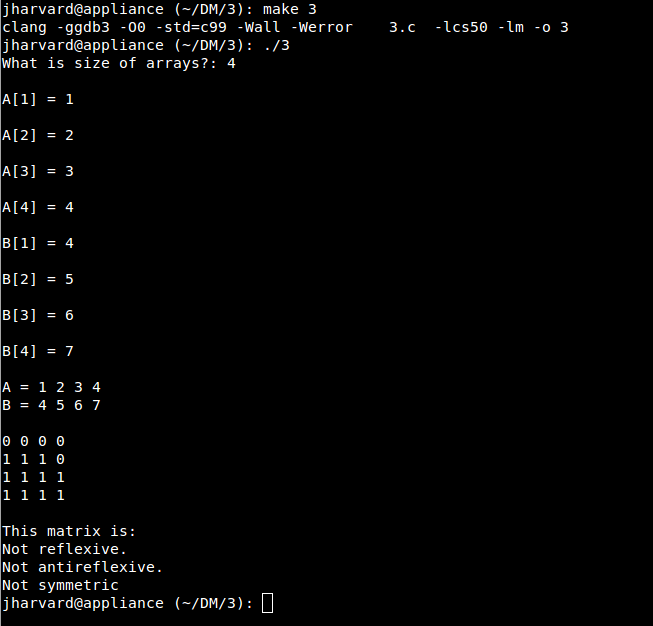 jharvard@appliance (~/DM/3): make 3
clang -ggdb3 -O0 -std=c99 -Wall -Werror    3.c  -lcs50 -lm -o 3
jharvard@appliance (~/DM/3): ./3
What is size of arrays?: 4
A[1] = 1
A[2] = 2
A[3] = 3
A[4] = 4
B[1] = 4
B[2] = 5
B[3] = 6
B[4] = 7
A = 1 2 3 4
B = 4 5 6 7
0 0 0 0
1 1 1 0
1 1 1 1
1 1 1 1
This matrix is:
Not reflexive.
Not antireflexive.
Not symmetric
jharvard@appliance (~/DM/3):